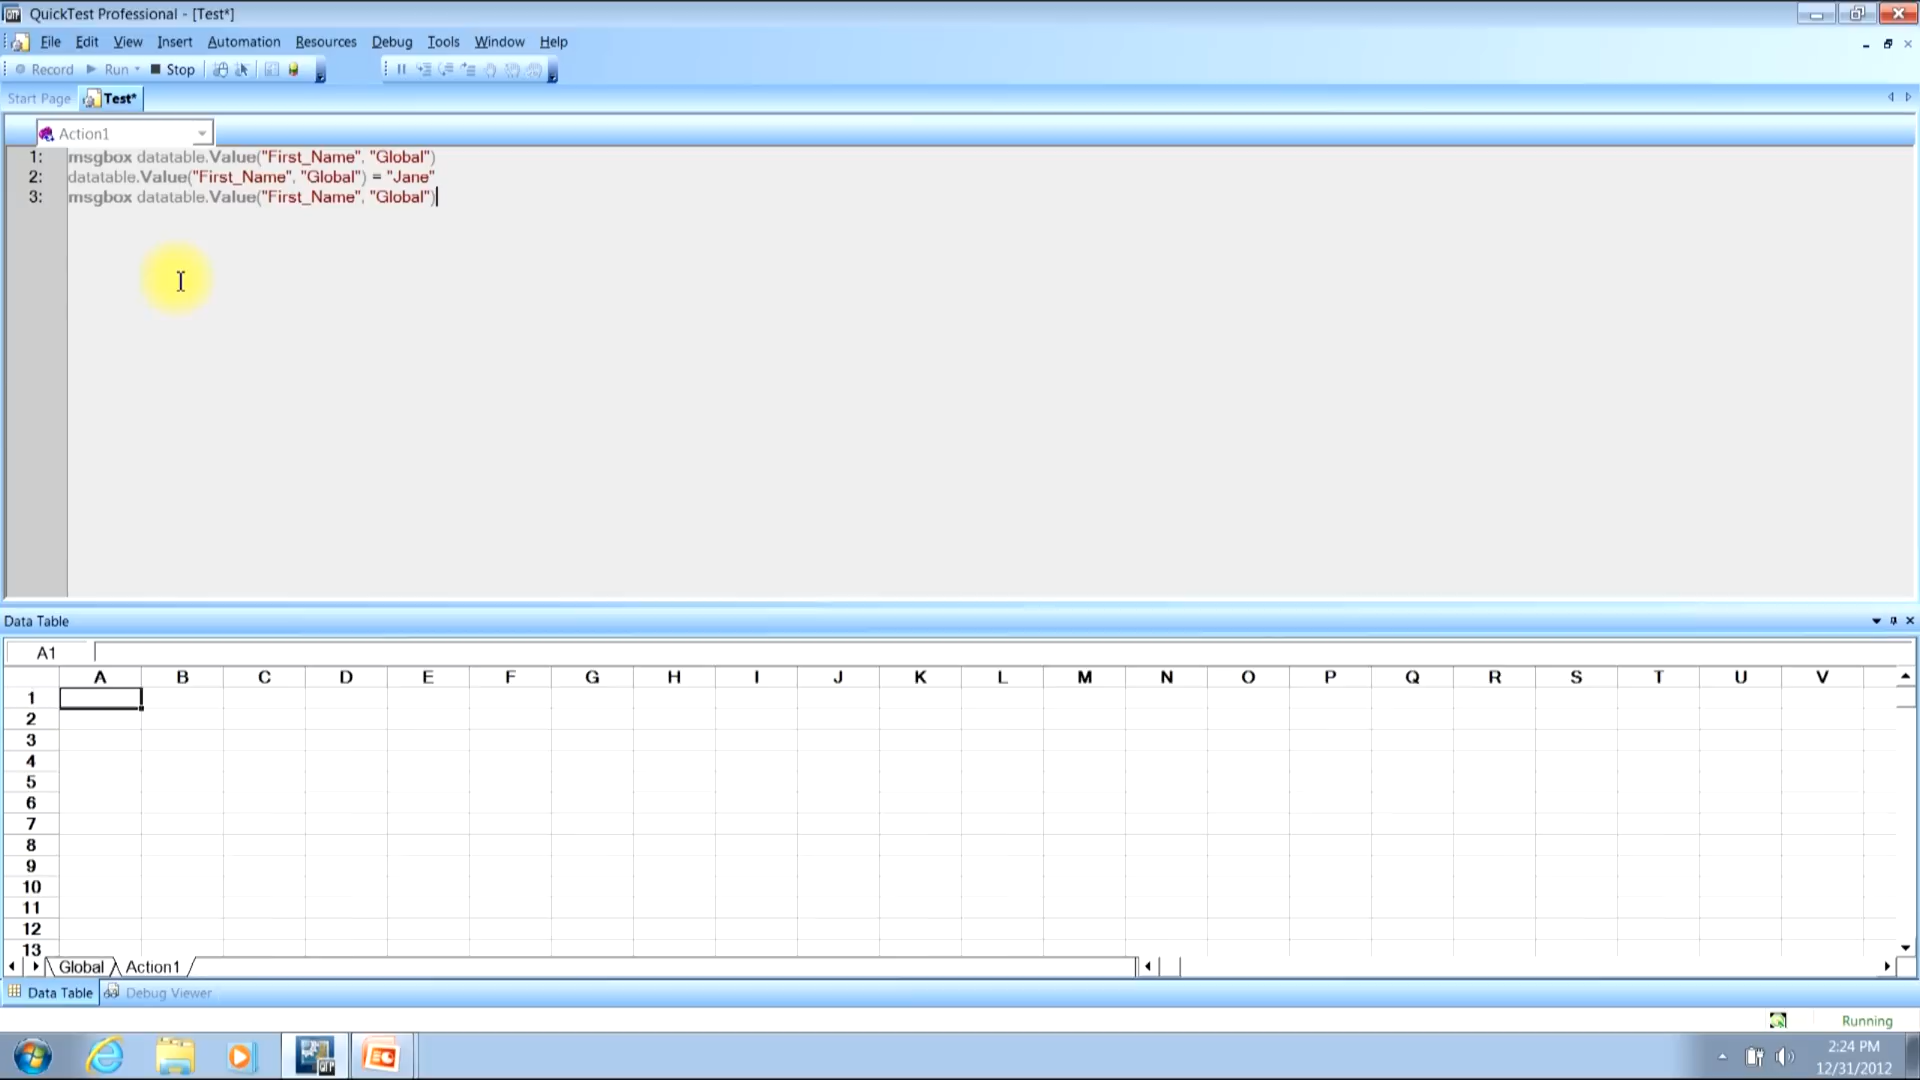 QuickTest Professional - [Test*]
File Edit View Insert Automation Resources Debug Tools Window Help
Record Run Stop
Start Page Test*
Action1
1: msgbox datatable.Value("First_Name", "Global")
2: datatable.Value("First_Name", "Global") = "Jane"
3: msgbox datatable.Value("First_Name", "Global")
Data Table
A1
A B C D E F G H I J K L M N O P Q R S T U V
1
2
3
4
5
6
7
8
9
10
11
12
13
Global Action1
Data Table Debug Viewer
Running
QTP
2:24 PM
12/31/2012